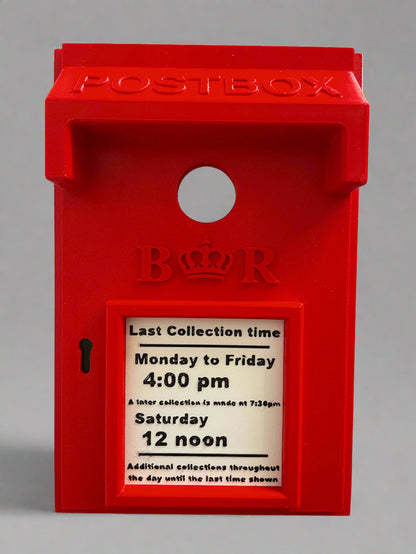 POSTBOX
B R
Last Collection time
Monday to Friday
4:00 pm
A later collection is made at 7:30pm
Saturday
12 noon
Additional collections throughout
the day until the last time shown